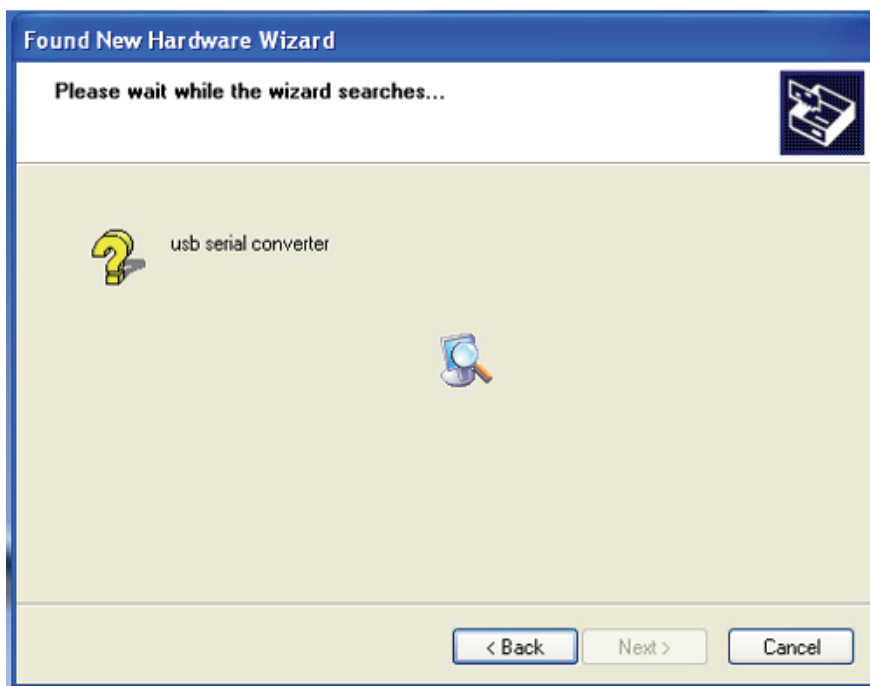 Found New Hardware Wizard
Please wait while the wizard searches...
usb serial converter
< Back
Next >
Cancel